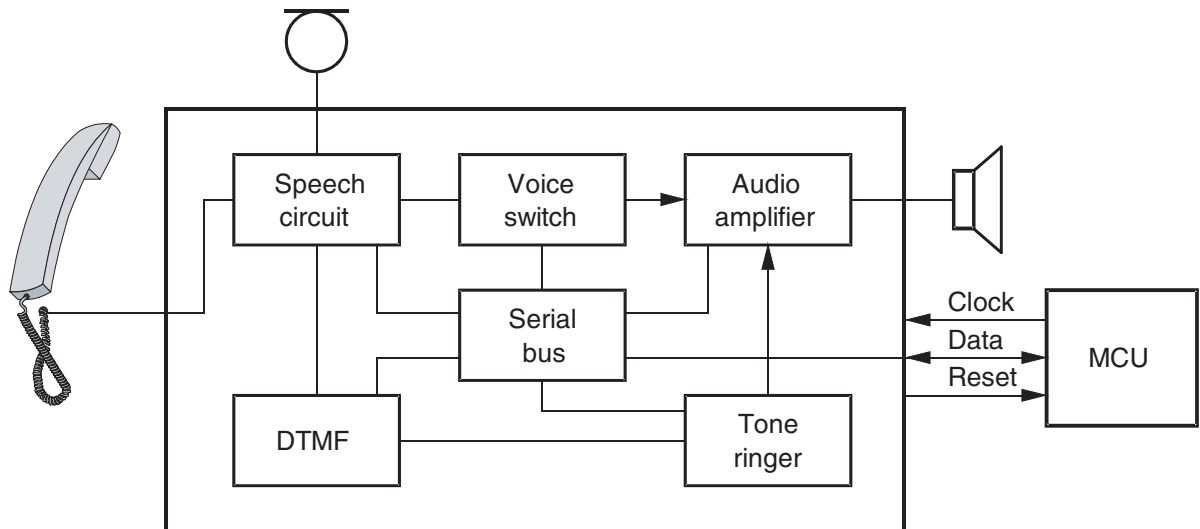 Speech
circuit
Voice
switch
Audio
amplifier
Serial
bus
Clock
Data
Reset
MCU
DTMF
Tone
ringer